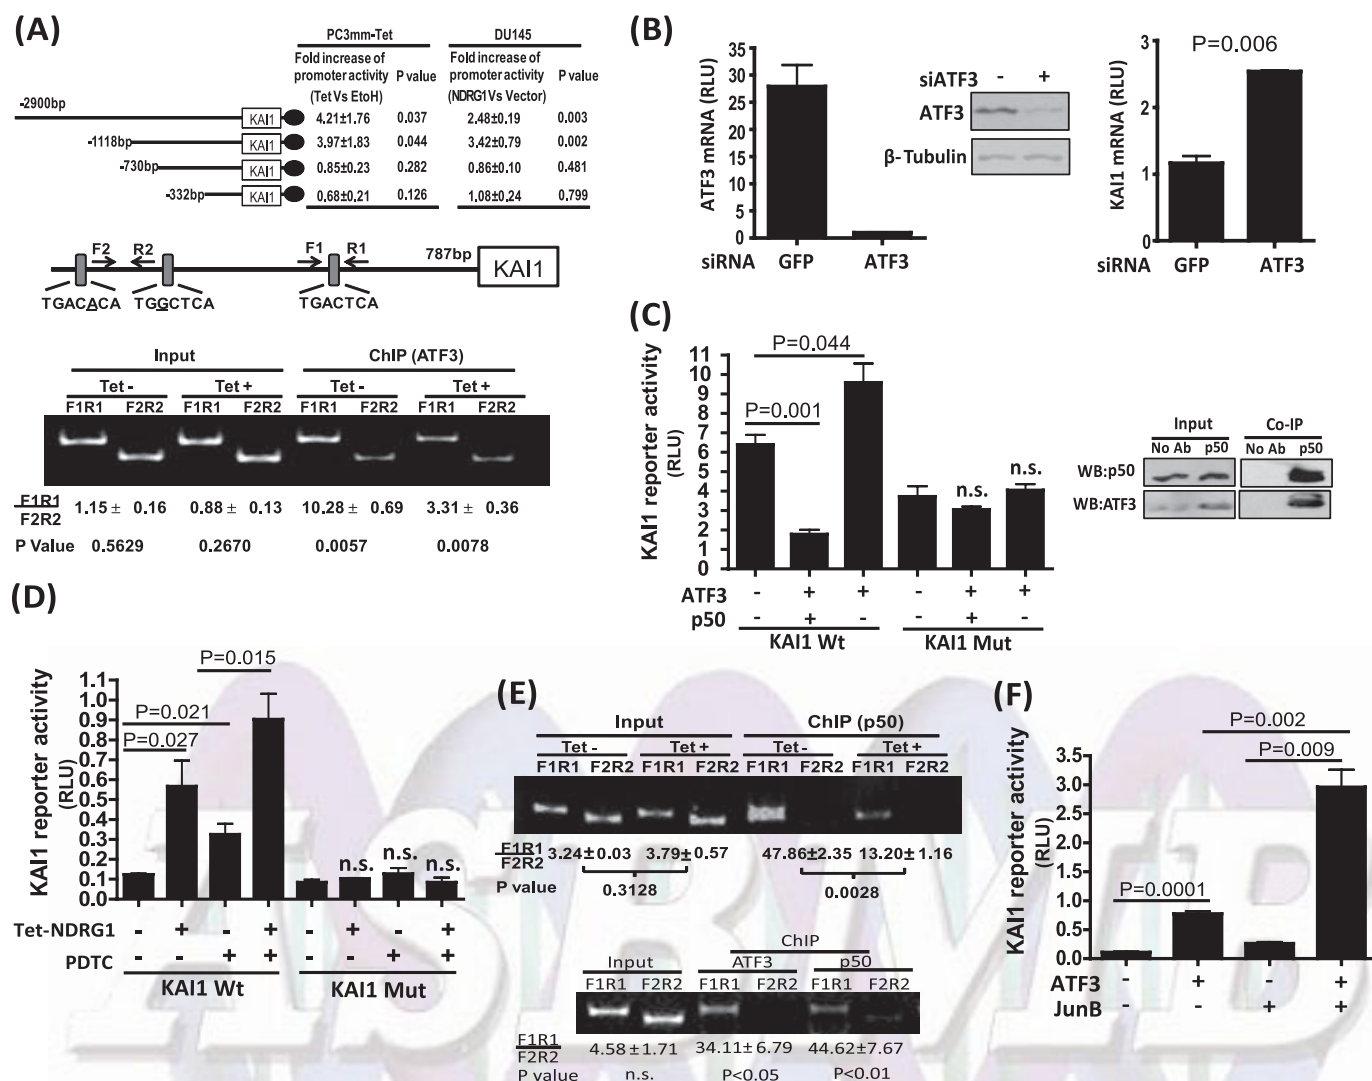 (A)
PC3mm-Tet DU145
Fold increase of promoter activity (Tet Vs EtoH) P value Fold increase of promoter activity (NDRG1 Vs Vector) P value
-2900bp KAI1 4.21±1.76 0.037 2.48±0.19 0.003
-1118bp KAI1 3.97±1.83 0.044 3.42±0.79 0.002
-730bp KAI1 0.85±0.23 0.282 0.86±0.10 0.481
-332bp KAI1 0.68±0.21 0.126 1.08±0.24 0.799
F2 R2 F1 R1 787bp KAI1
TGACACA TGGCTCA TGACTCA
Input ChIP (ATF3)
Tet - Tet + Tet - Tet +
F1R1 F2R2 F1R1 F2R2 F1R1 F2R2 F1R1 F2R2
F1R1
F2R2
1.15 ± 0.16 0.88 ± 0.13 10.28 ± 0.69 3.31 ± 0.36
P Value 0.5629 0.2670 0.0057 0.0078
(B)
ATF3 mRNA (RLU)
35
30
25
20
15
10
5
0
siRNA GFP ATF3
siATF3 - +
ATF3
β-Tubulin
KAI1 mRNA (RLU)
P=0.006
3
2
1
0
siRNA GFP ATF3
(C)
KAI1 reporter activity
(RLU)
11
10
9
8
7
6
5
4
3
2
1
0
P=0.044
P=0.001
n.s. n.s.
ATF3 - + + - + +
p50 - + - - + -
KAI1 Wt KAI1 Mut
Input Co-IP
No Ab p50 No Ab p50
WB:p50
WB:ATF3
(D)
KAI1 reporter activity
(RLU)
1.1
1.0
0.9
0.8
0.7
0.6
0.5
0.4
0.3
0.2
0.1
0.0
P=0.015
P=0.021
P=0.027
n.s. n.s. n.s.
Tet-NDRG1 - + - + - + - +
PDTC - - + + - - + +
KAI1 Wt KAI1 Mut
(E)
Input ChIP (p50)
Tet - Tet + Tet - Tet +
F1R1 F2R2 F1R1 F2R2 F1R1 F2R2 F1R1 F2R2
F1R1
F2R2
3.24± 0.03 3.79± 0.57 47.86±2.35 13.20± 1.16
P value 0.3128 0.0028
ChIP
Input ATF3 p50
F1R1 F2R2 F1R1 F2R2 F1R1 F2R2
F1R1
F2R2
4.58 ±1.71 34.11± 6.79 44.62±7.67
P value n.s. P<0.05 P<0.01
(F)
KAI1 reporter activity
(RLU)
3.5
3.0
2.5
2.0
1.5
1.0
0.5
0.0
P=0.002
P=0.009
P=0.0001
ATF3 - + - +
JunB - - + +
ASBMB